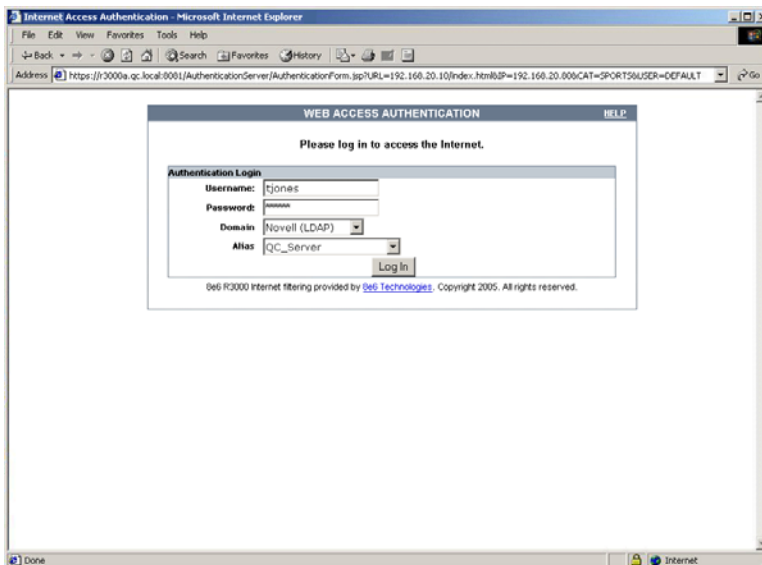 Internet Access Authentication - Microsoft Internet Explorer
File Edit View Favorites Tools Help
Back Search Favorites History
Address https://r3000a.qc.local:8081/AuthenticationServer/AuthenticationForm.jsp?URL=192.168.20.10/index.html&IP=192.168.20.80&CAT=SPORTS&USER=DEFAULT Go
WEB ACCESS AUTHENTICATION HELP
Please log in to access the Internet.
Authentication Login
Username: tjones
Password: ******
Domain Novell (LDAP)
Alias QC_Server
Log In
8e6 R3000 Internet filtering provided by 8e6 Technologies. Copyright 2005. All rights reserved.
Done Internet